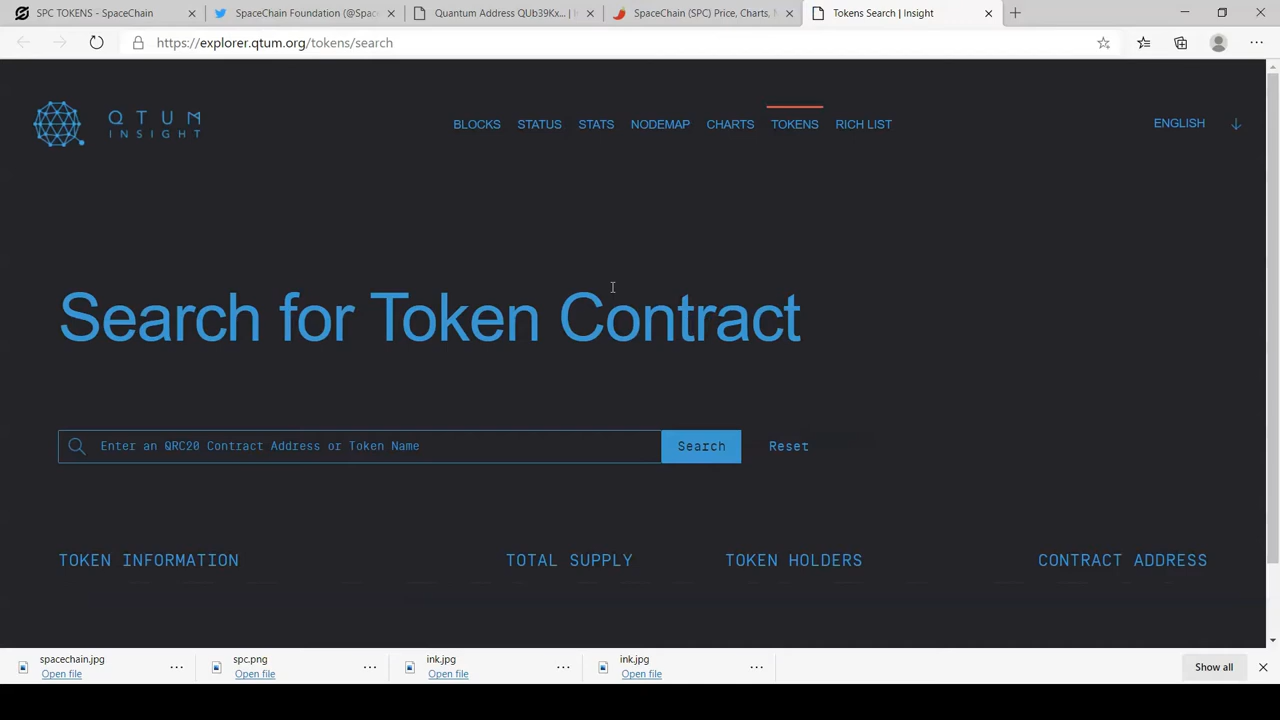 SPC TOKENS - SpaceChain
SpaceChain Foundation (@Space
Quantum Address QUb39Kx... | In
SpaceChain (SPC) Price, Charts, M
Tokens Search | Insight
https://explorer.qtum.org/tokens/search
QTUM
INSIGHT
BLOCKS STATUS STATS NODEMAP CHARTS TOKENS RICH LIST
ENGLISH
Search for Token Contract
Enter an QRC20 Contract Address or Token Name
Search
Reset
TOKEN INFORMATION TOTAL SUPPLY TOKEN HOLDERS CONTRACT ADDRESS
spacechain.jpg
Open file
spc.png
Open file
ink.jpg
Open file
ink.jpg
Open file
Show all